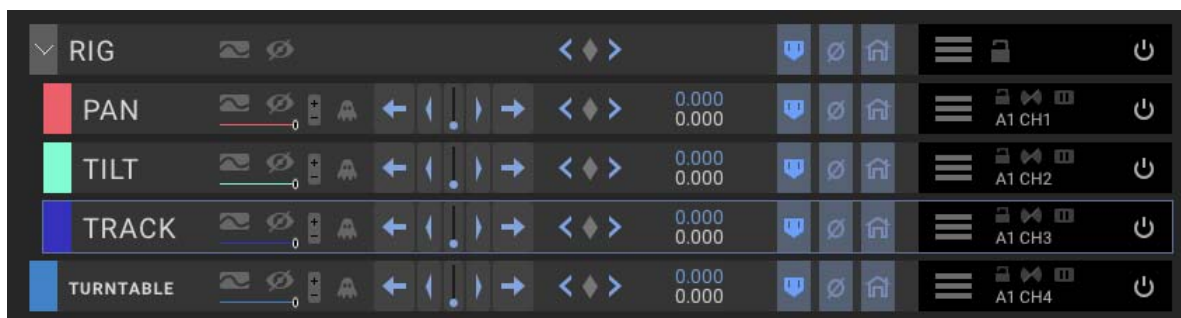 RIG
PAN
0
+
-
0.000
0.000
A1 CH1
TILT
0
+
-
0.000
0.000
A1 CH2
TRACK
0
+
-
0.000
0.000
A1 CH3
TURNTABLE
0
+
-
0.000
0.000
A1 CH4